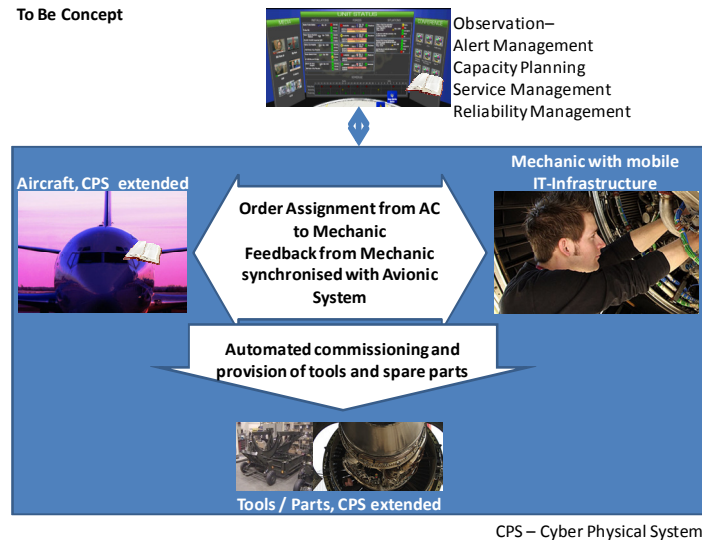 To Be Concept
UNIT STATUS
Observation–
Alert Management
Capacity Planning
Service Management
Reliability Management
Aircraft, CPS extended
Mechanic with mobile
IT-Infrastructure
Order Assignment from AC
to Mechanic
Feedback from Mechanic
synchronised with Avionic
System
Automated commissioning and
provision of tools and spare parts
Tools / Parts, CPS extended
CPS – Cyber Physical System